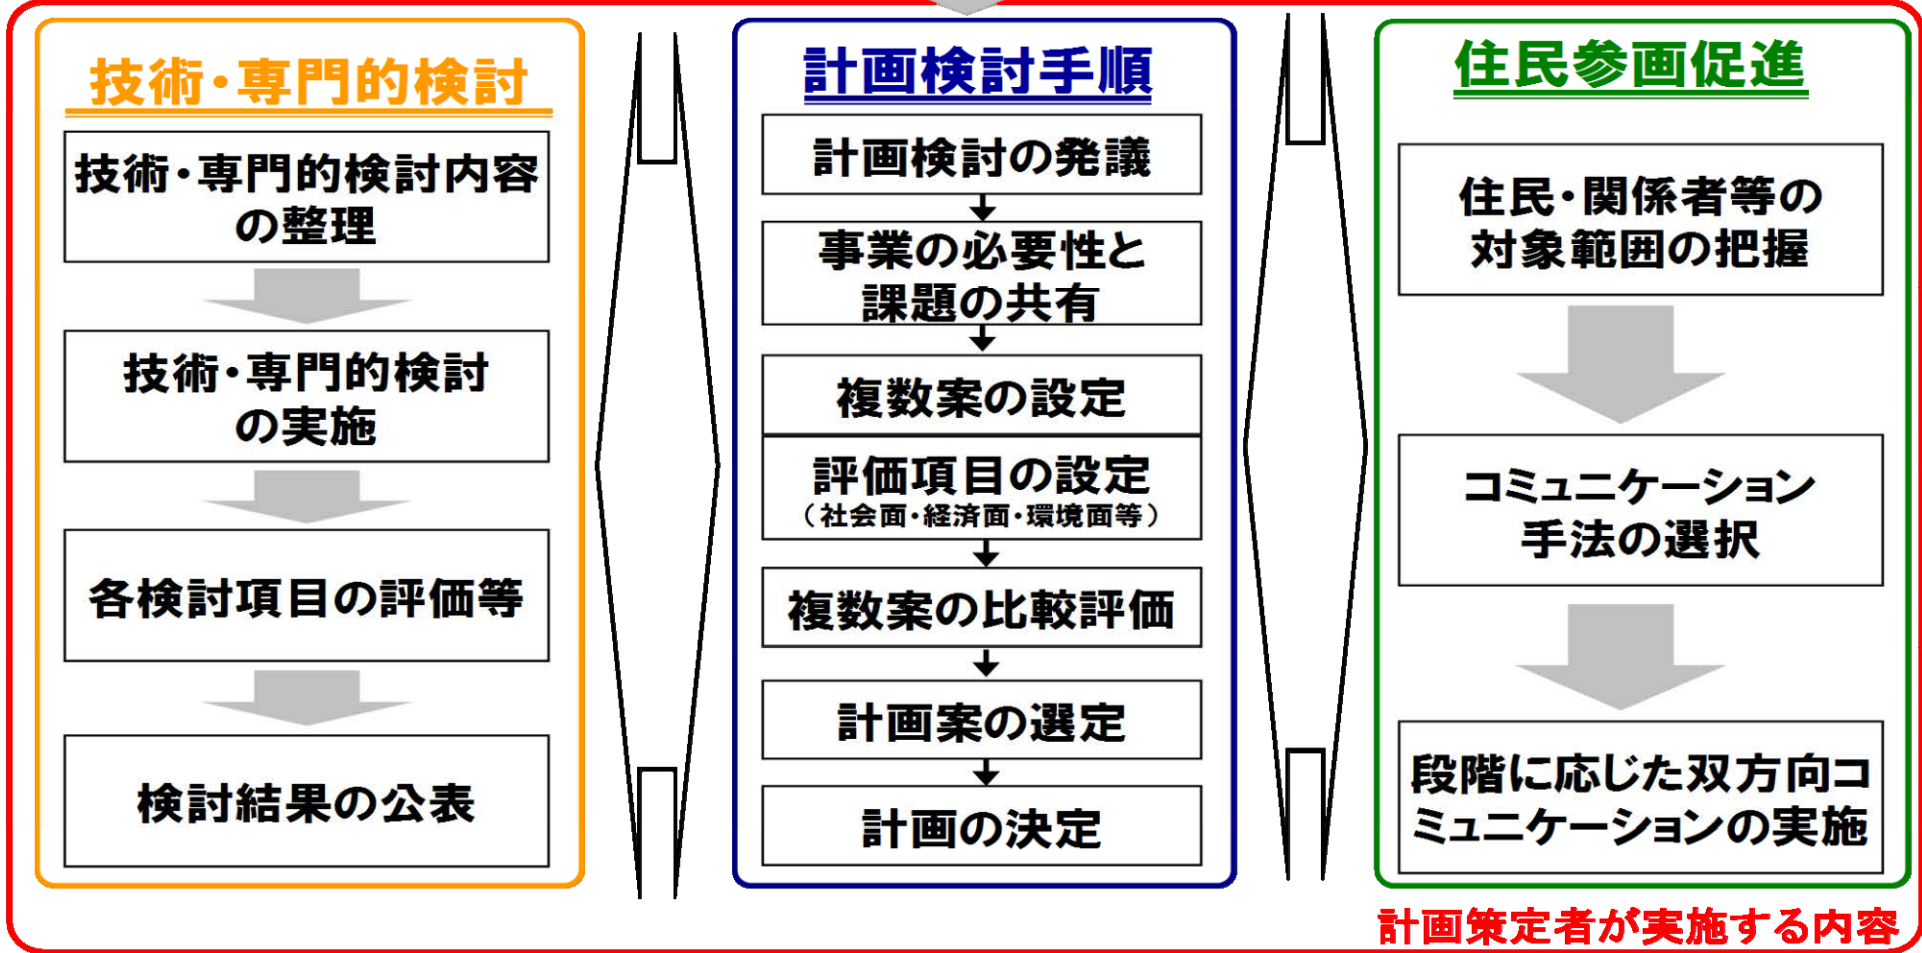 技術・専門的検討
技術・専門的検討内容
の整理
技術・専門的検討
の実施
各検討項目の評価等
検討結果の公表
計画検討手順
計画検討の発議
事業の必要性と
課題の共有
複数案の設定
評価項目の設定
（社会面・経済面・環境面等）
複数案の比較評価
計画案の選定
計画の決定
住民参画促進
住民・関係者等の
対象範囲の把握
コミュニケーション
手法の選択
段階に応じた双方向コ
ミュニケーションの実施
計画策定者が実施する内容